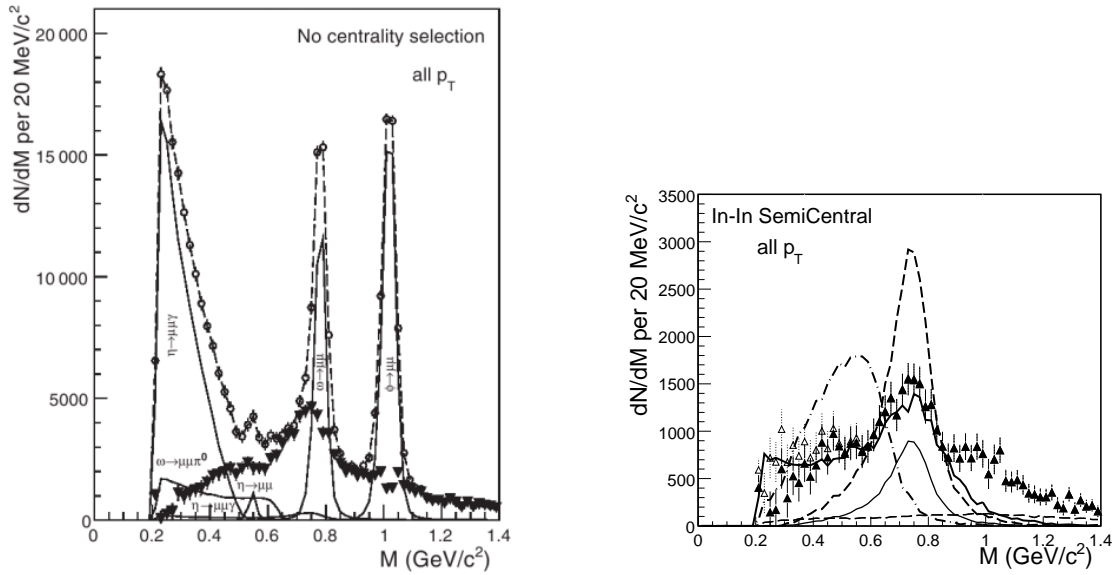 No centrality selection
all p_T
dN/dM per 20 MeV/c²
20 000
18 000
15 000
10 000
5000
0
η→μμγ
ω→μμπ⁰
η→μμγ
η→μμ
ω→μμ
φ→μμ
0 0.2 0.4 0.6 0.8 1 1.2 1.4
M (GeV/c²)
In-In SemiCentral
all p_T
dN/dM per 20 MeV/c²
3500
3000
2500
2000
1500
1000
500
0
0 0.2 0.4 0.6 0.8 1 1.2 1.4
M (GeV/c²)